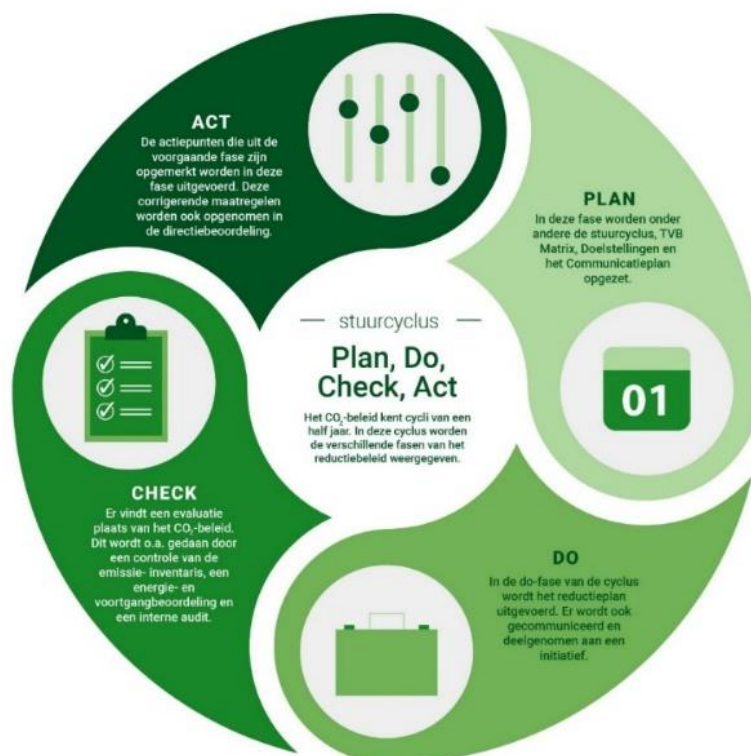 ACT
De actiepunten die uit de
voorgaande fase zijn
opgemerkt worden in deze
fase uitgevoerd. Deze
corrigerende maatregelen
worden ook opgenomen in
de directiebeoordeling.
PLAN
In deze fase worden onder
andere de stuurcyclus, TVB
Matrix, Doelstellingen en
het Communicatieplan
opgezet.
01
stuurcyclus
Plan, Do,
Check, Act
Het CO₂-beleid kent cycli van een
half jaar. In deze cyclus worden
de verschillende fasen van het
reductiebeleid weergegeven.
CHECK
Er vindt een evaluatie
plaats van het CO₂-beleid.
Dit wordt o.a. gedaan door
een controle van de
emissie- inventaris, een
energie- en
voortgangbeoordeling en
een interne audit.
DO
In de do-fase van de cyclus
wordt het reductieplan
uitgevoerd. Er wordt ook
gecommuniceerd en
deelgenomen aan een
initiatief.